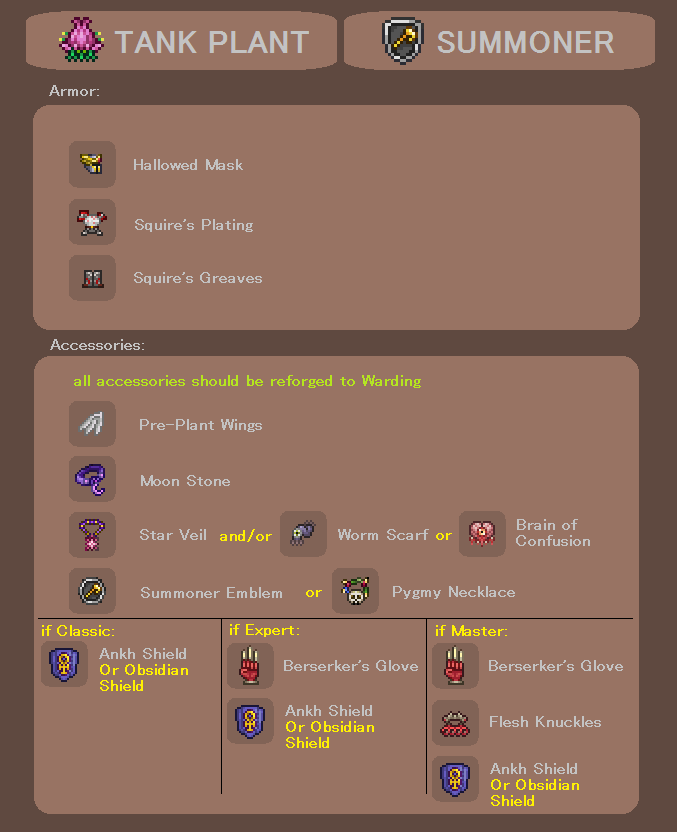 TANK PLANT
SUMMONER
Armor:
Hallowed Mask
Squire's Plating
Squire's Greaves
Accessories:
all accessories should be reforged to Warding
Pre-Plant Wings
Moon Stone
Star Veil and/or Worm Scarf or Brain of
Confusion
Summoner Emblem or Pygmy Necklace
if Classic:
Ankh Shield
Or Obsidian
Shield
if Expert:
Berserker's Glove
Ankh Shield
Or Obsidian
Shield
if Master:
Berserker's Glove
Flesh Knuckles
Ankh Shield
Or Obsidian
Shield